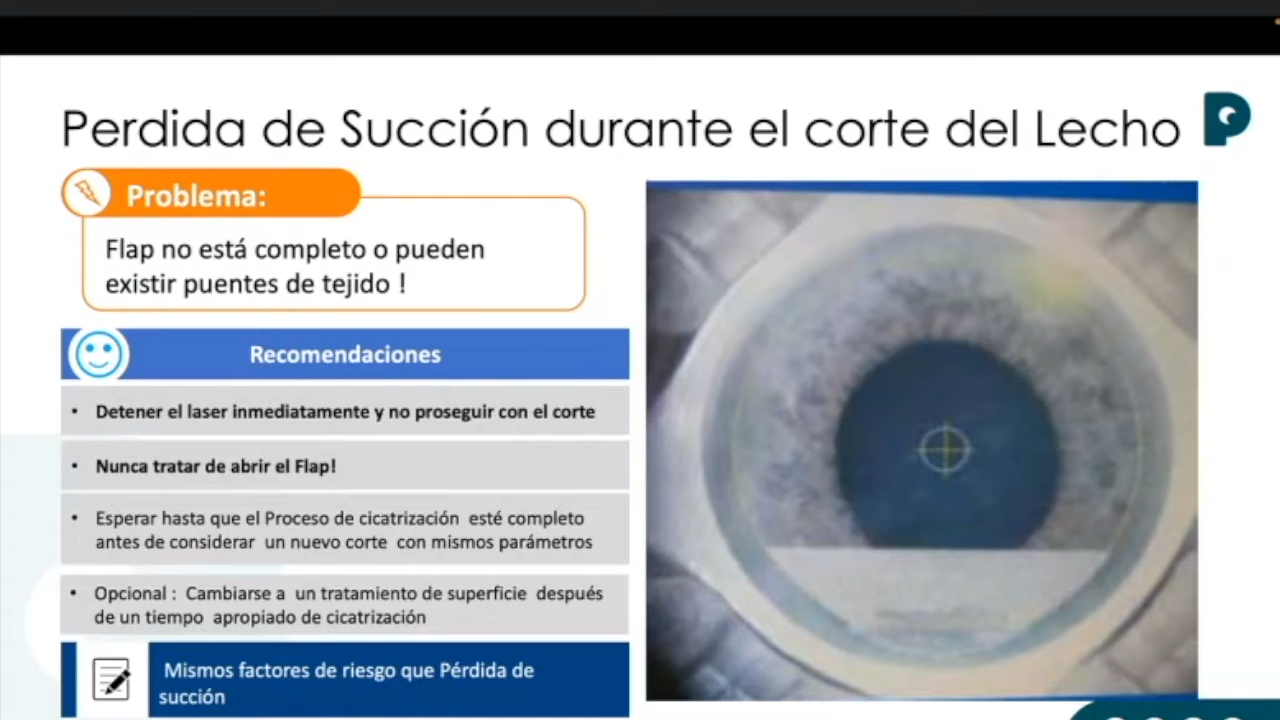 Perdida de Succión durante el corte del Lecho
Problema:
Flap no está completo o pueden
existir puentes de tejido !
Recomendaciones
• Detener el laser inmediatamente y no proseguir con el corte
• Nunca tratar de abrir el Flap!
• Esperar hasta que el Proceso de cicatrización esté completo
antes de considerar un nuevo corte con mismos parámetros
• Opcional : Cambiarse a un tratamiento de superficie después
de un tiempo apropiado de cicatrización
Mismos factores de riesgo que Pérdida de
succión